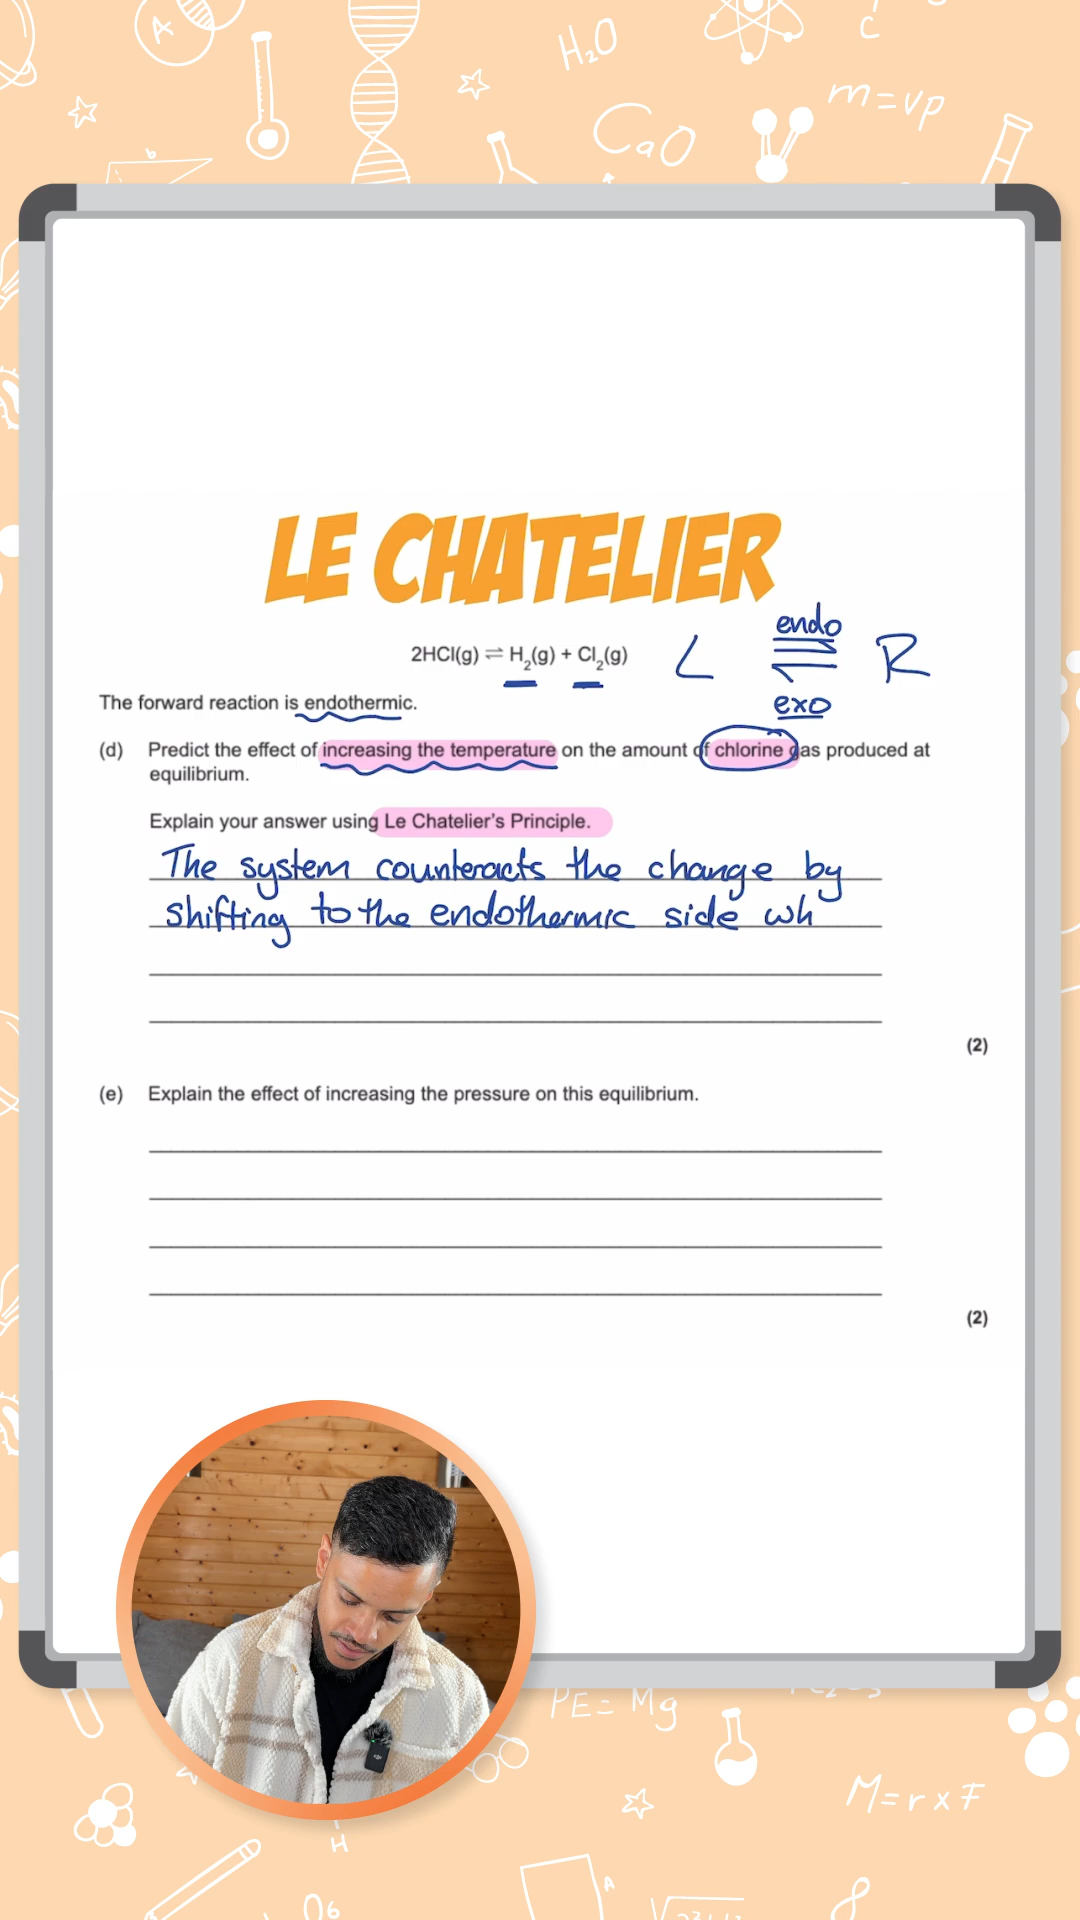 A
b
H₂O
CaO
c
m=vp
LE CHATELIER
endo
2HCl(g) ⇌ H₂(g) + Cl₂(g) L R
exo
The forward reaction is endothermic.
(d) Predict the effect of increasing the temperature on the amount of chlorine gas produced at
equilibrium.
Explain your answer using Le Chatelier's Principle.
The system counteracts the change by
shifting to the endothermic side wh
(2)
(e) Explain the effect of increasing the pressure on this equilibrium.
(2)
PE= Mg
M=r x F
H
A
O6